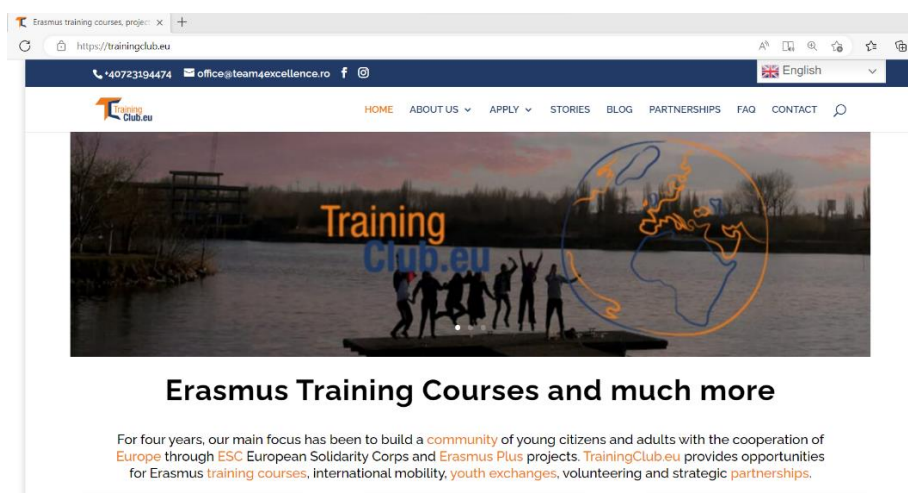 Erasmus training courses, projec
https://trainingclub.eu
+40723194474 office@team4excellence.ro
English
Training
Club.eu
HOME ABOUT US APPLY STORIES BLOG PARTNERSHIPS FAQ CONTACT
Training
Club.eu
Erasmus Training Courses and much more
For four years, our main focus has been to build a community of young citizens and adults with the cooperation of
Europe through ESC European Solidarity Corps and Erasmus Plus projects. TrainingClub.eu provides opportunities
for Erasmus training courses, international mobility, youth exchanges, volunteering and strategic partnerships.